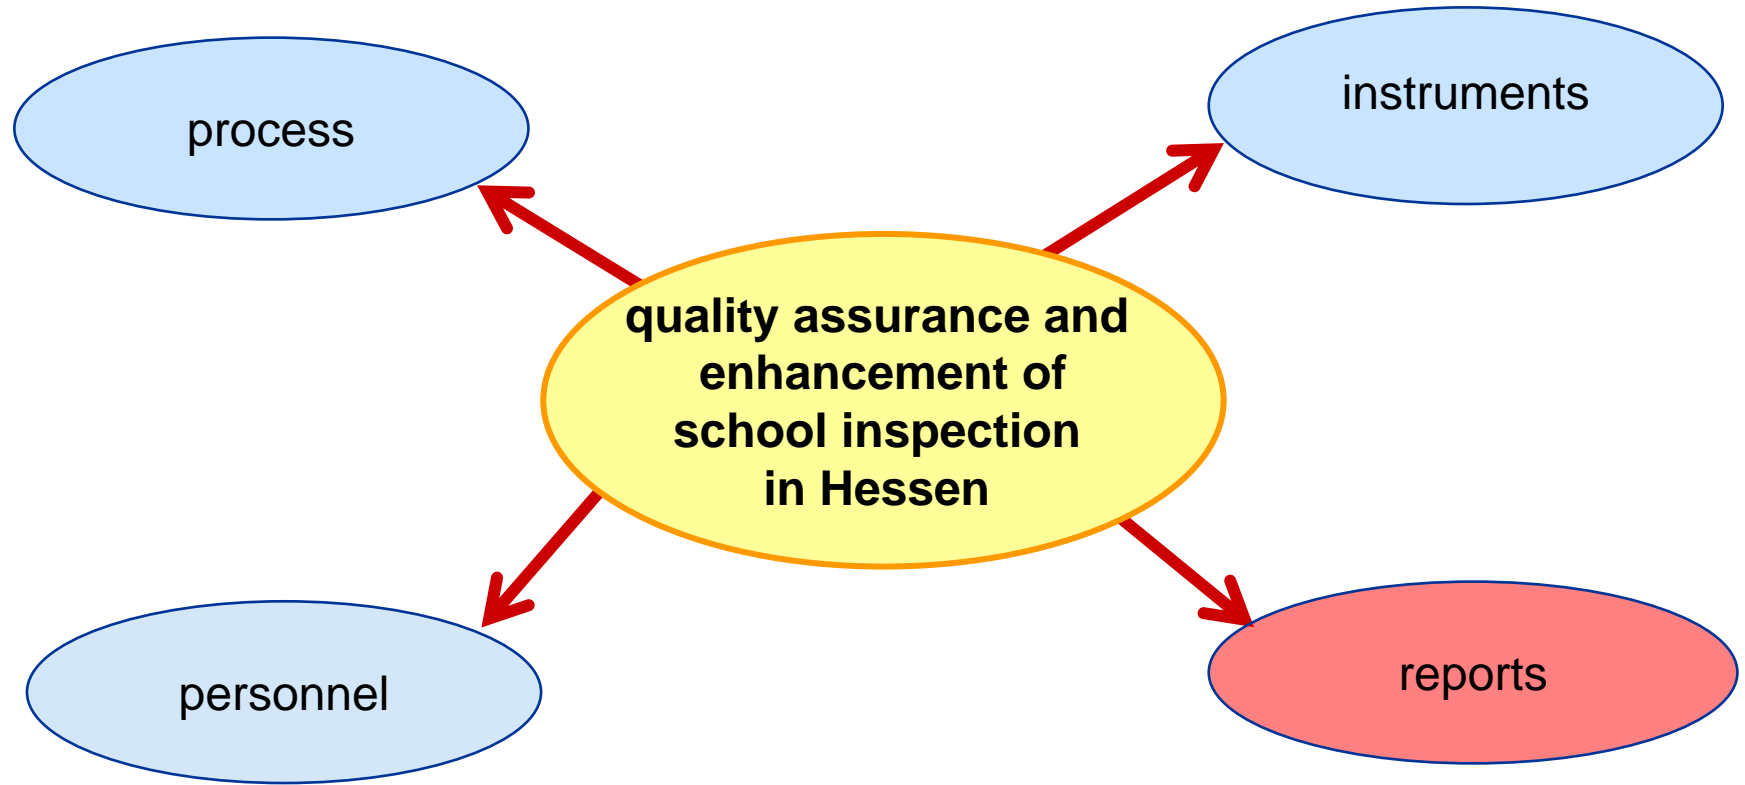 process
instruments
quality assurance and
enhancement of
school inspection
in Hessen
personnel
reports